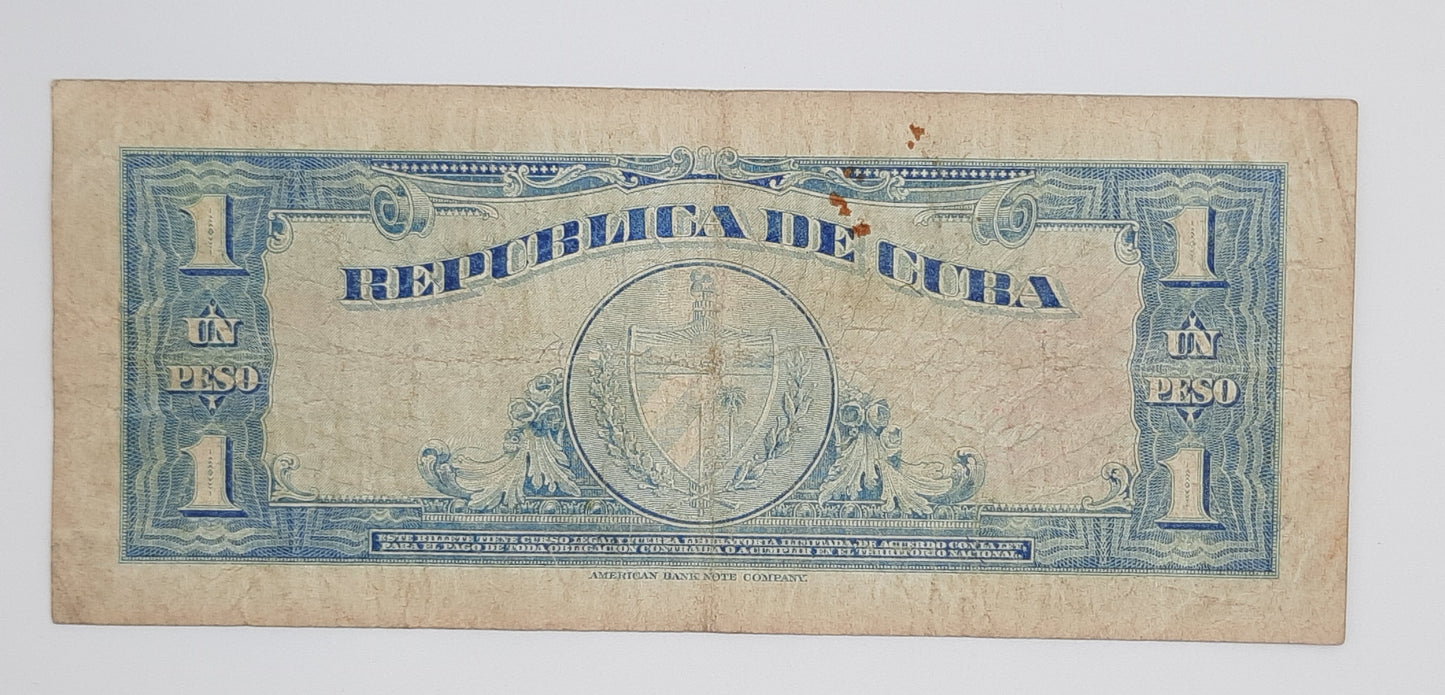 REPUBLICA DE CUBA
1
UN
PESO
1
1
UN
PESO
1
ESTE BILLETE TIENE CURSO LEGAL Y FUERZA LIBERATORIA ILIMITADA, DE ACUERDO CON LA LEY,
PARA EL PAGO DE TODA OBLIGACION CONTRAIDA O A CUMPLIR EN EL TERRITORIO NACIONAL.
AMERICAN BANK NOTE COMPANY.